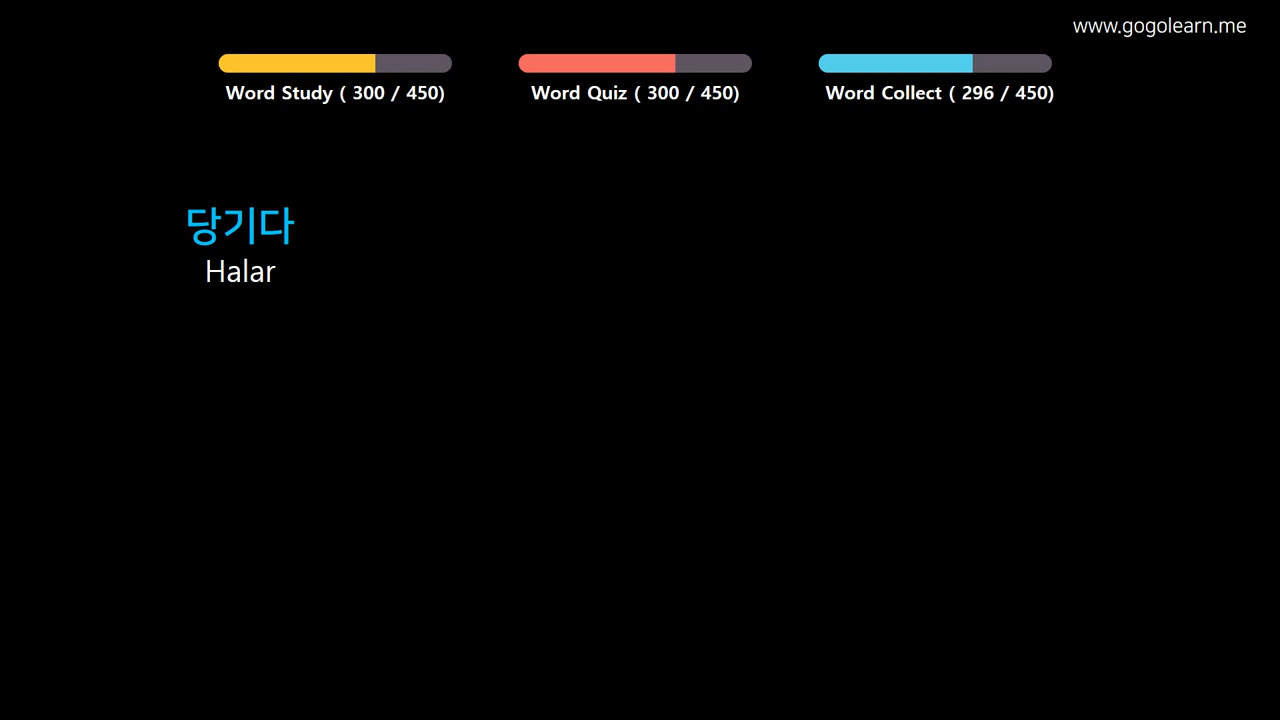 www.gogolearn.me
Word Study ( 300 / 450)
Word Quiz ( 300 / 450)
Word Collect ( 296 / 450)
당기다
Halar